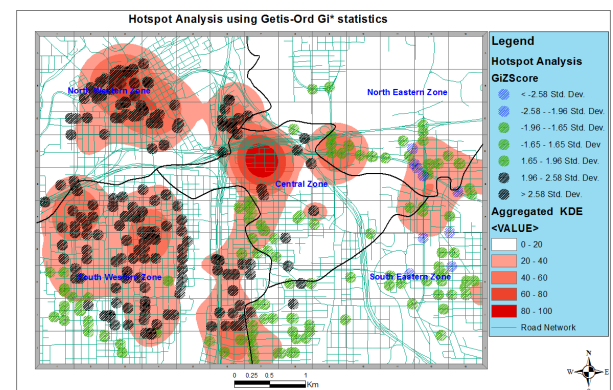 Hotspot Analysis using Getis-Ord Gi* statistics
North Western Zone
North Eastern Zone
Central Zone
South Western Zone
South Eastern Zone
Legend
Hotspot Analysis
GiZScore
< -2.58 Std. Dev.
-2.58 - -1.96 Std. Dev.
-1.96 - -1.65 Std. Dev.
-1.65 - 1.65 Std. Dev.
1.65 - 1.96 Std. Dev.
1.96 - 2.58 Std. Dev.
> 2.58 Std. Dev.
Aggregated KDE
<VALUE>
0 - 20
20 - 40
40 - 60
60 - 80
80 - 100
Road Network
0 0.25 0.5 1
Km
N
W E
S